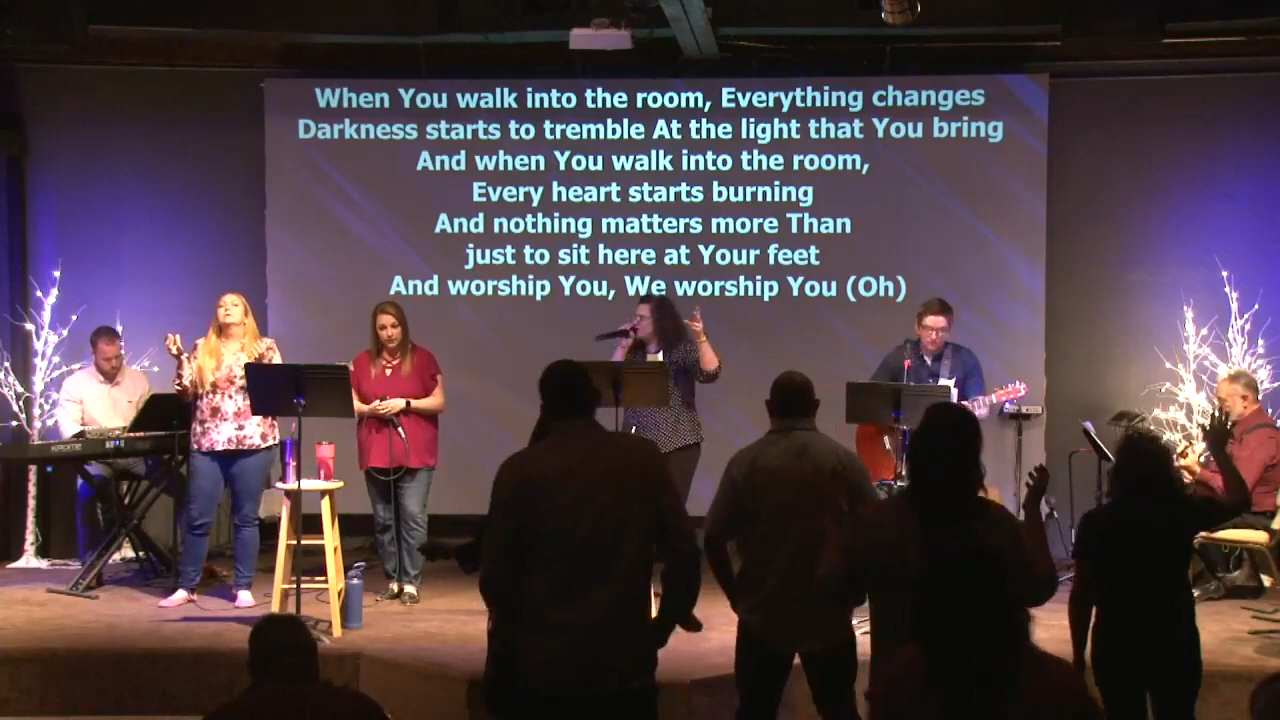 When You walk into the room, Everything changes
Darkness starts to tremble At the light that You bring
And when You walk into the room,
Every heart starts burning
And nothing matters more Than
just to sit here at Your feet
And worship You, We worship You (Oh)